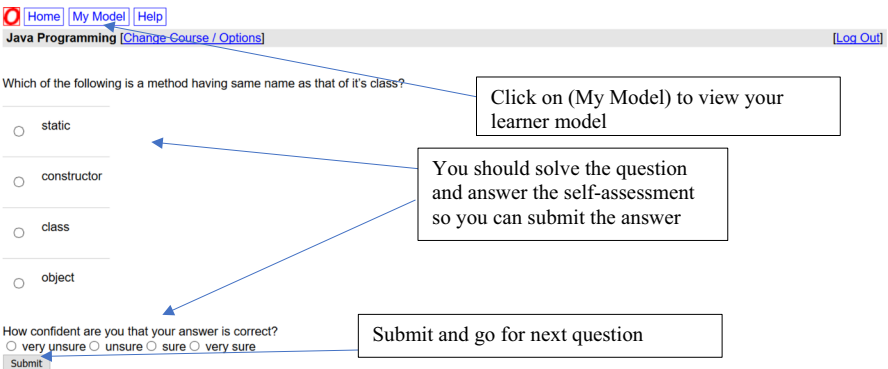 Home My Model Help
Java Programming [Change Course / Options] [Log Out]
Which of the following is a method having same name as that of it's class?
Click on (My Model) to view your
learner model
static
You should solve the question
and answer the self-assessment
so you can submit the answer
constructor
class
object
How confident are you that your answer is correct?
very unsure unsure sure very sure
Submit
Submit and go for next question